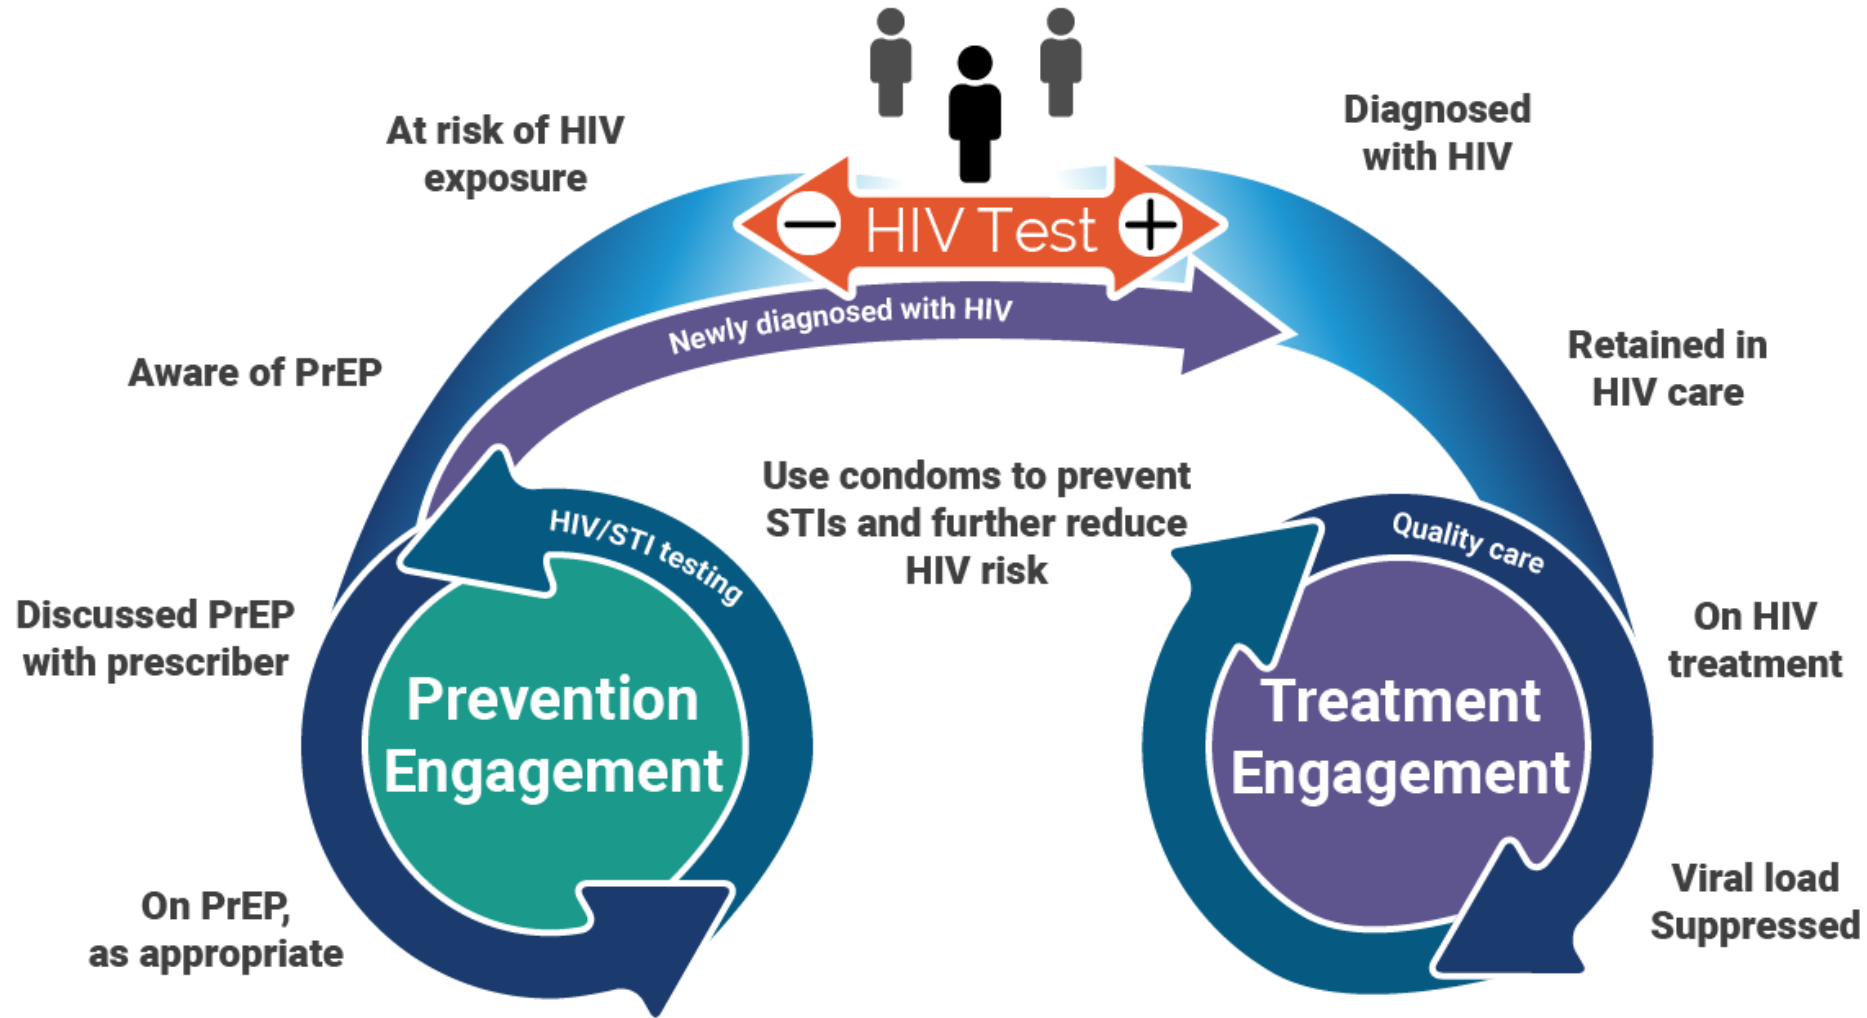 HIV Test
Newly diagnosed with HIV
At risk of HIV
exposure
Aware of PrEP
Discussed PrEP
with prescriber
On PrEP,
as appropriate
HIV/STI testing
Prevention
Engagement
Use condoms to prevent
STIs and further reduce
HIV risk
Diagnosed
with HIV
Retained in
HIV care
On HIV
treatment
Viral load
Suppressed
Quality care
Treatment
Engagement